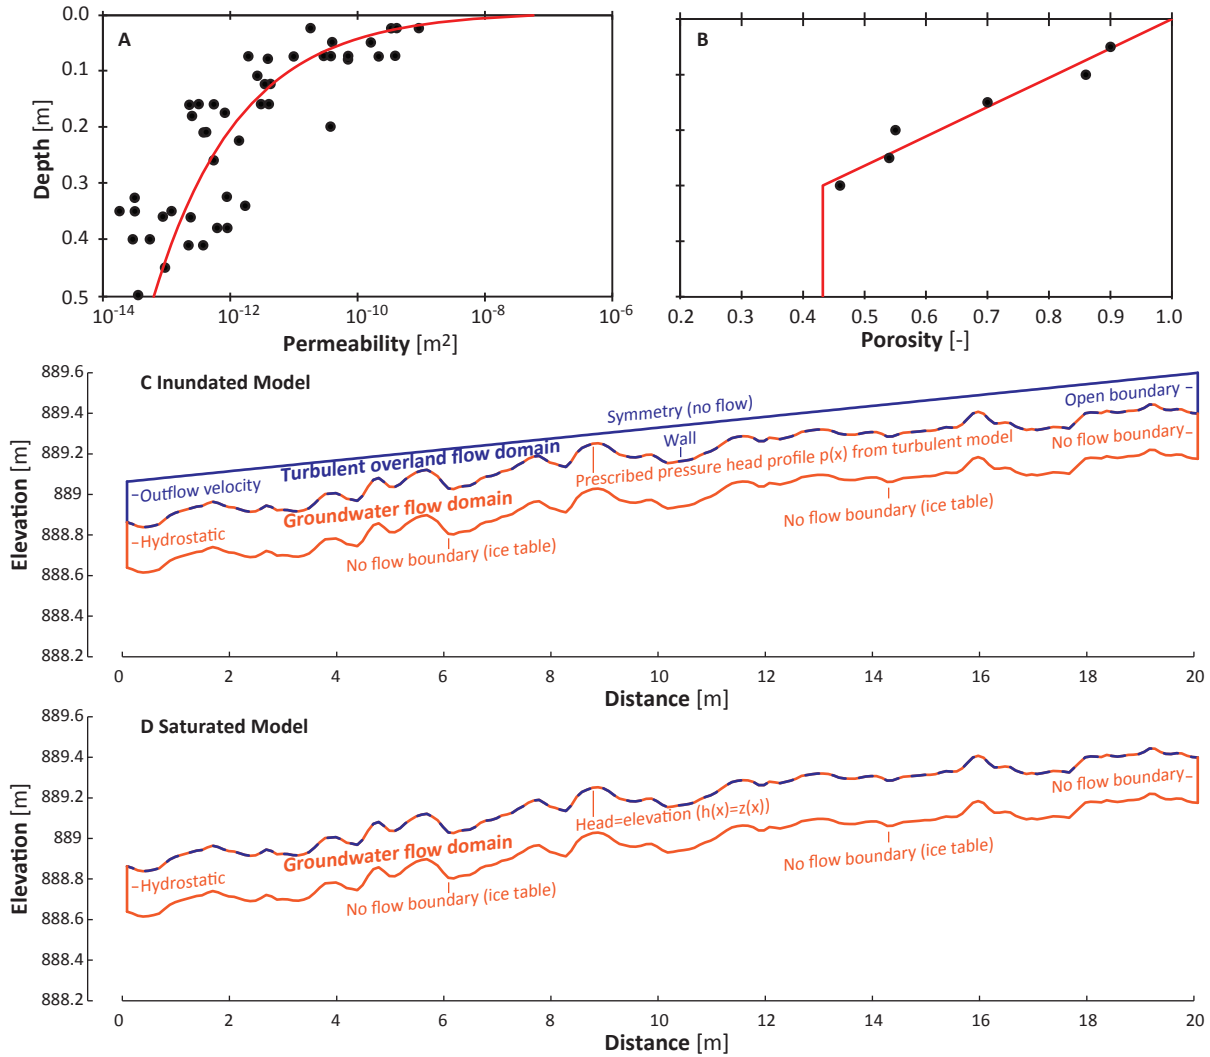 A
0.0
0.1
0.2
0.3
0.4
0.5
Depth [m]
10-14
10-12
10-10
10-8
10-6
Permeability [m2]
B
0.2
0.3
0.4
0.5
0.6
0.7
0.8
0.9
1.0
Porosity [-]
C Inundated Model
889.6
889.4
889.2
889
888.8
888.6
888.4
888.2
Elevation [m]
Symmetry (no flow)
Open boundary
Wall
Turbulent overland flow domain
No flow boundary
Prescribed pressure head profile p(x) from turbulent model
Outflow velocity
Groundwater flow domain
No flow boundary (ice table)
Hydrostatic
No flow boundary (ice table)
0 2 4 6 8 10 12 14 16 18 20
Distance [m]
D Saturated Model
889.6
889.4
889.2
889
888.8
888.6
888.4
888.2
Elevation [m]
No flow boundary
Head=elevation (h(x)=z(x))
Groundwater flow domain
No flow boundary (ice table)
Hydrostatic
No flow boundary (ice table)
0 2 4 6 8 10 12 14 16 18 20
Distance [m]